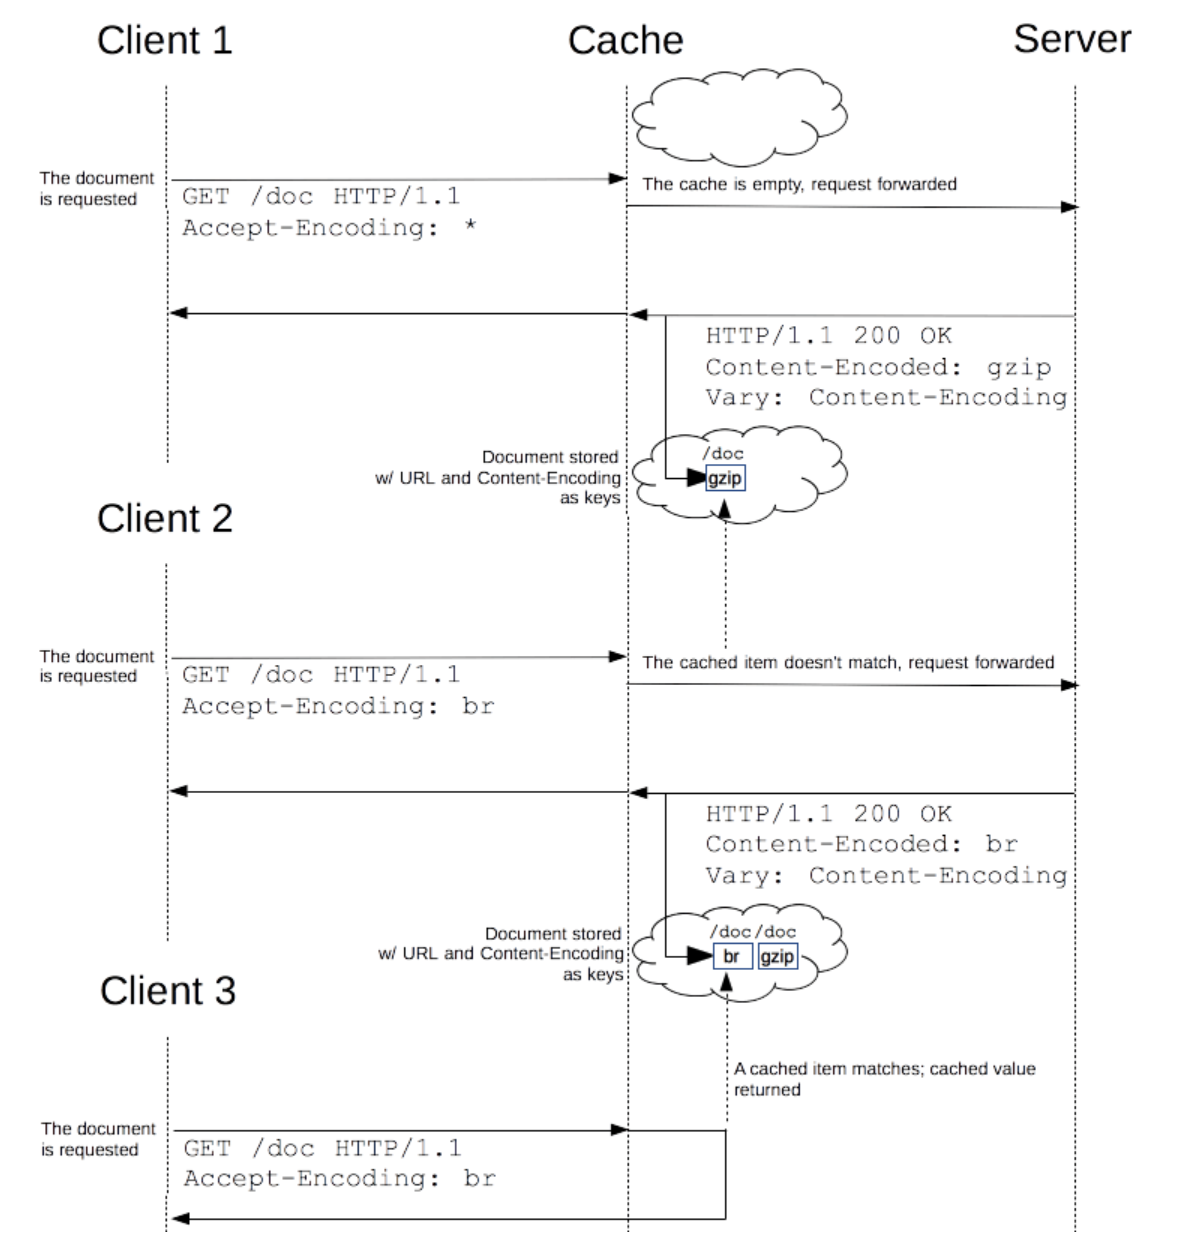 Client 1
Cache
Server
The document
is requested
GET /doc HTTP/1.1
Accept-Encoding: *
The cache is empty, request forwarded
HTTP/1.1 200 OK
Content-Encoded: gzip
Vary: Content-Encoding
Document stored
w/ URL and Content-Encoding
as keys
/doc
gzip
Client 2
The document
is requested
GET /doc HTTP/1.1
Accept-Encoding: br
The cached item doesn't match, request forwarded
HTTP/1.1 200 OK
Content-Encoded: br
Vary: Content-Encoding
Document stored
w/ URL and Content-Encoding
as keys
/doc /doc
br gzip
Client 3
A cached item matches; cached value
returned
The document
is requested
GET /doc HTTP/1.1
Accept-Encoding: br